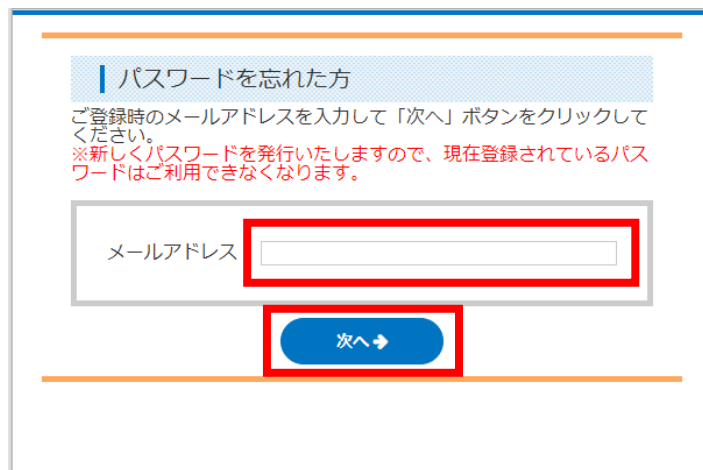 パスワードを忘れた方
ご登録時のメールアドレスを入力して「次へ」ボタンをクリックして
ください。
※新しくパスワードを発行いたしますので、現在登録されているパス
ワードはご利用できなくなります。
メールアドレス
次へ